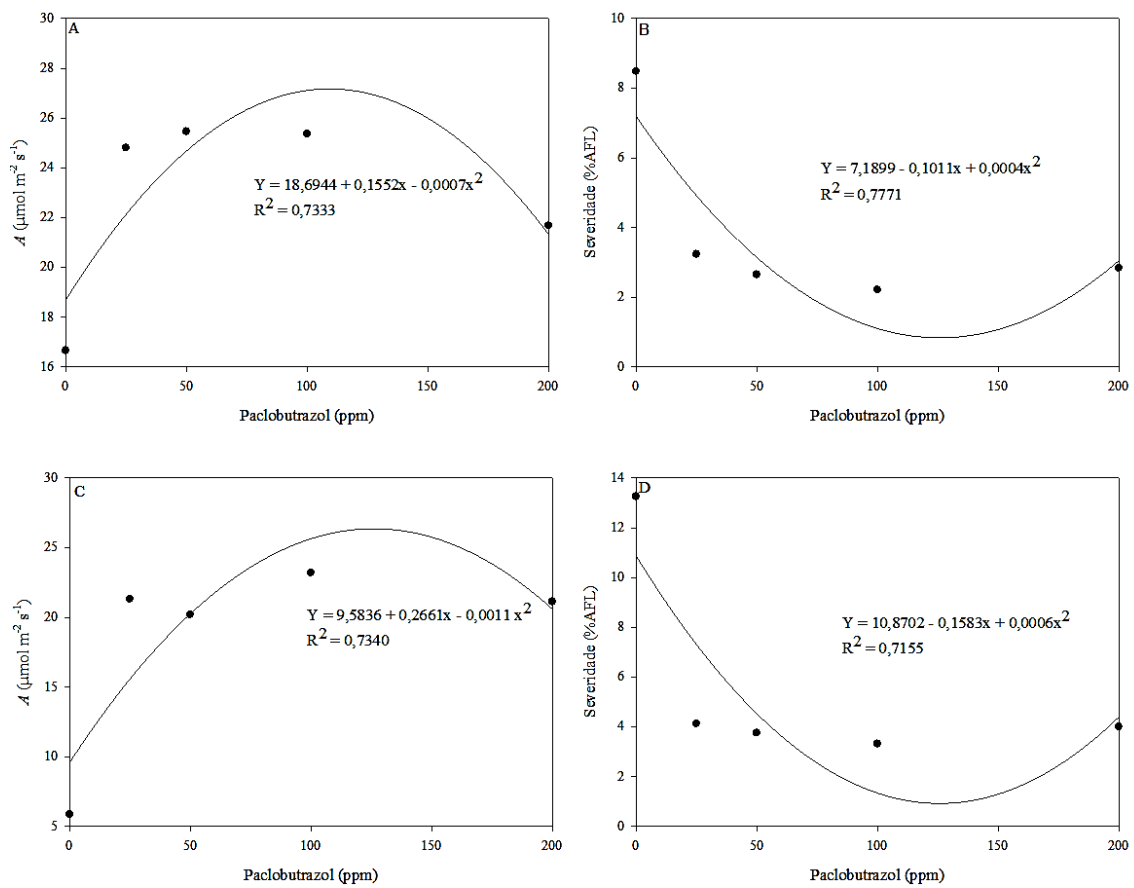 A
30
28
26
24
22
20
18
16
A (μmol m⁻² s⁻¹)
Y = 18,6944 + 0,1552x - 0,0007x²
R² = 0,7333
0 50 100 150 200
Paclobutrazol (ppm)
B
10
8
6
4
2
0
Severidade (%AFL)
Y = 7,1899 - 0,1011x + 0,0004x²
R² = 0,7771
0 50 100 150 200
Paclobutrazol (ppm)
C
30
25
20
15
10
5
A (μmol m⁻² s⁻¹)
Y = 9,5836 + 0,2661x - 0,0011 x²
R² = 0,7340
0 50 100 150 200
Paclobutrazol (ppm)
D
14
12
10
8
6
4
2
0
Severidade (%AFL)
Y = 10,8702 - 0,1583x + 0,0006x²
R² = 0,7155
0 50 100 150 200
Paclobutrazol (ppm)